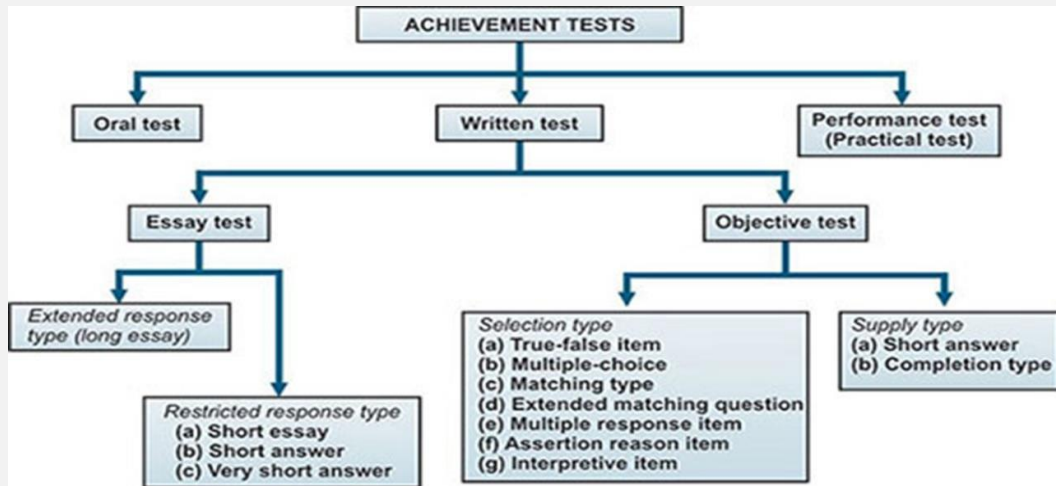 ACHIEVEMENT TESTS
Oral test
Written test
Performance test
(Practical test)
Essay test
Objective test
Extended response
type (long essay)
Restricted response type
(a) Short essay
(b) Short answer
(c) Very short answer
Selection type
(a) True-false item
(b) Multiple-choice
(c) Matching type
(d) Extended matching question
(e) Multiple response item
(f) Assertion reason item
(g) Interpretive item
Supply type
(a) Short answer
(b) Completion type